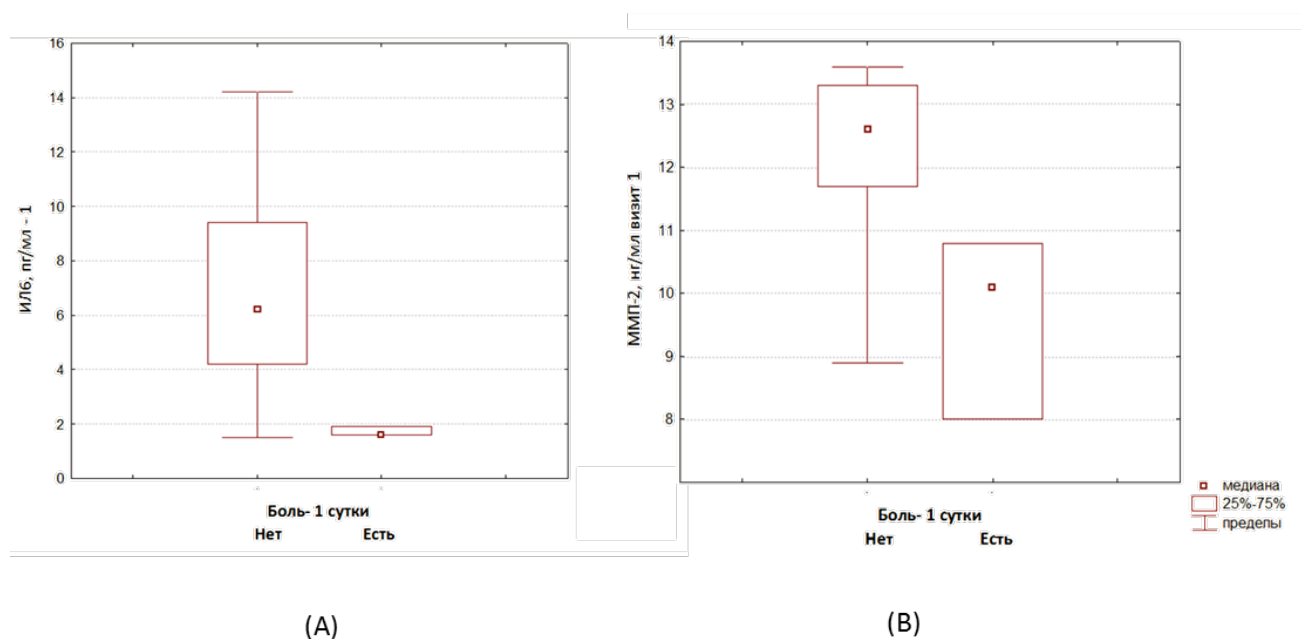 16
14
12
10
8
6
4
2
0
ИЛ6, пг/мл - 1
Боль- 1 сутки
Нет Есть
(A)
14
13
12
11
10
9
8
ММП-2, нг/мл визит 1
Боль - 1 сутки
Нет Есть
(B)
медиана
25%-75%
пределы